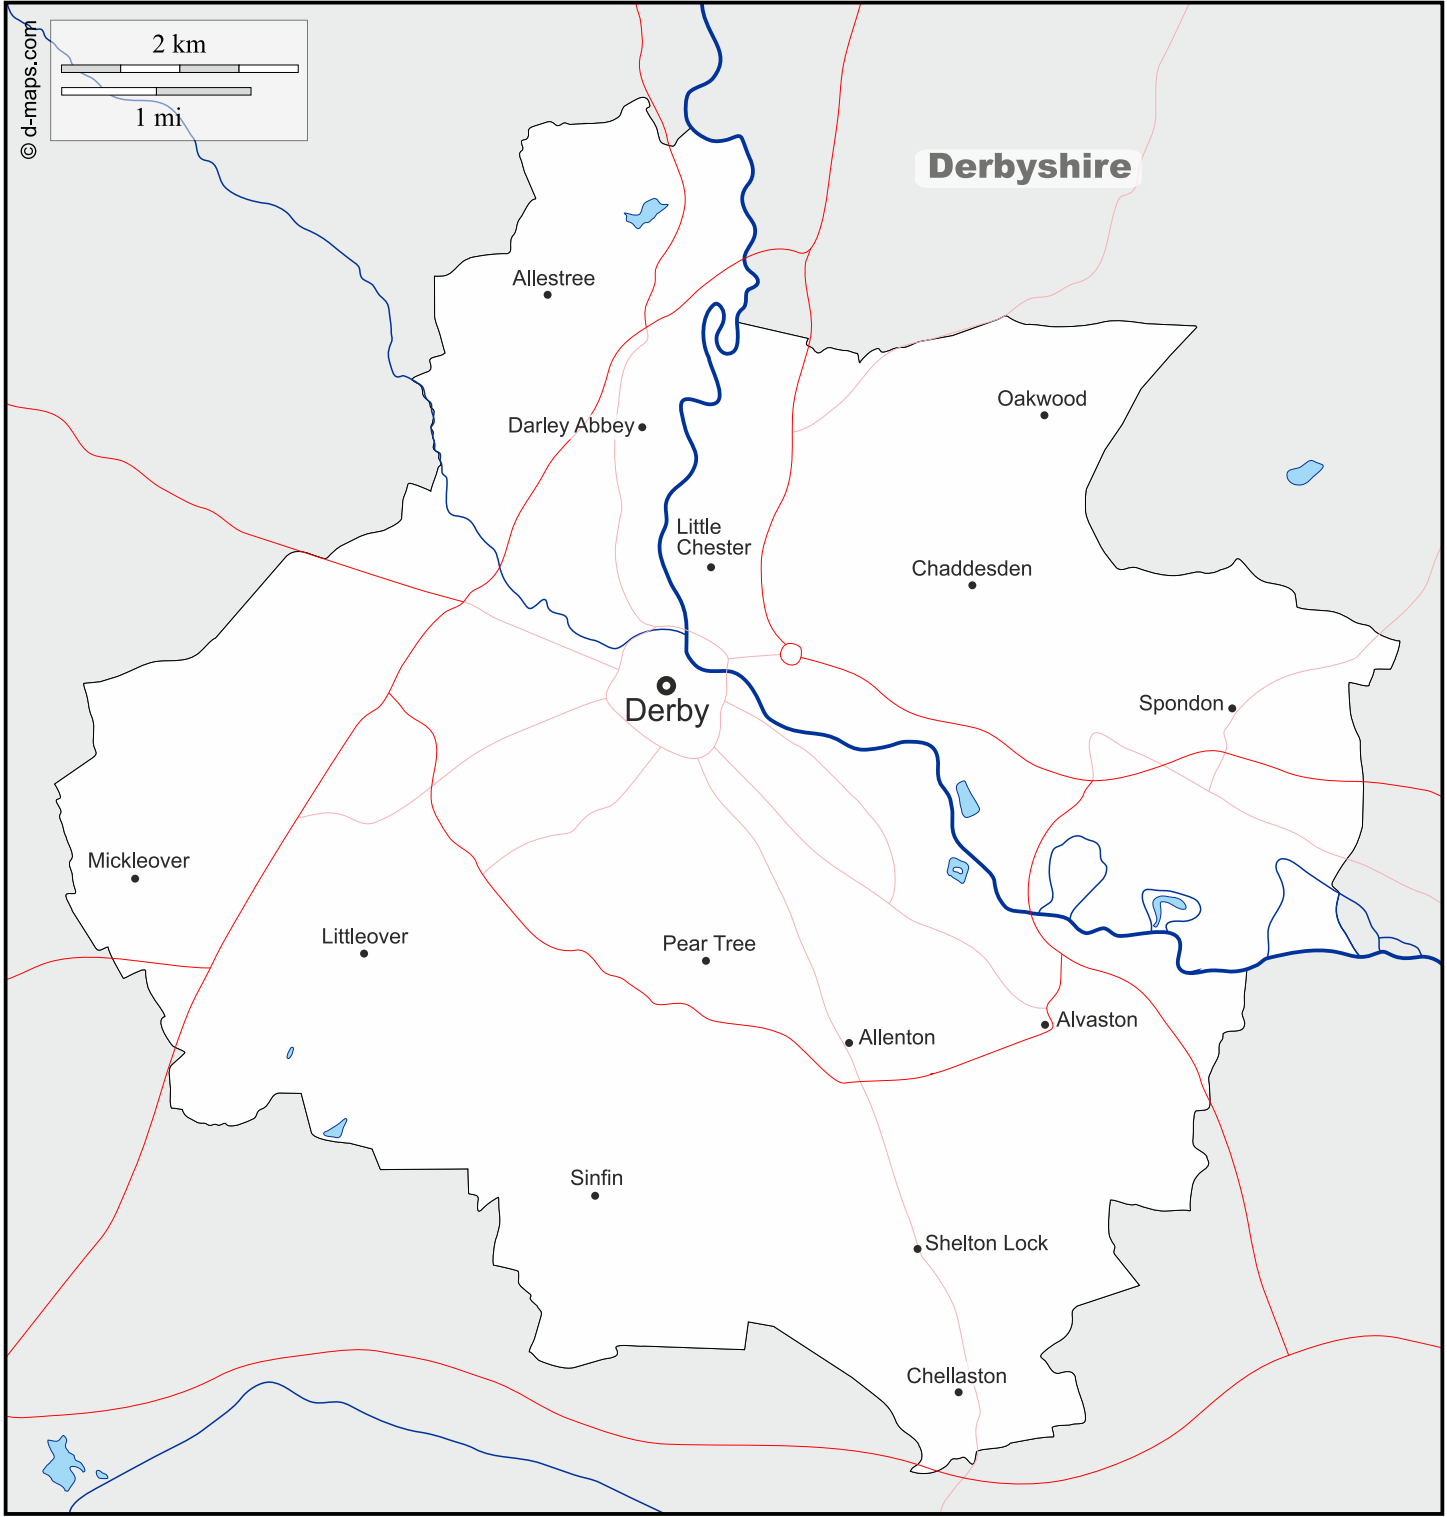 © d-maps.com
2 km
1 mi
Derbyshire
Allestree
Oakwood
Darley Abbey
Little
Chester
Chaddesden
Spondon
Derby
Mickleover
Littleover
Pear Tree
Alvaston
Allenton
Sinfin
Shelton Lock
Chellaston